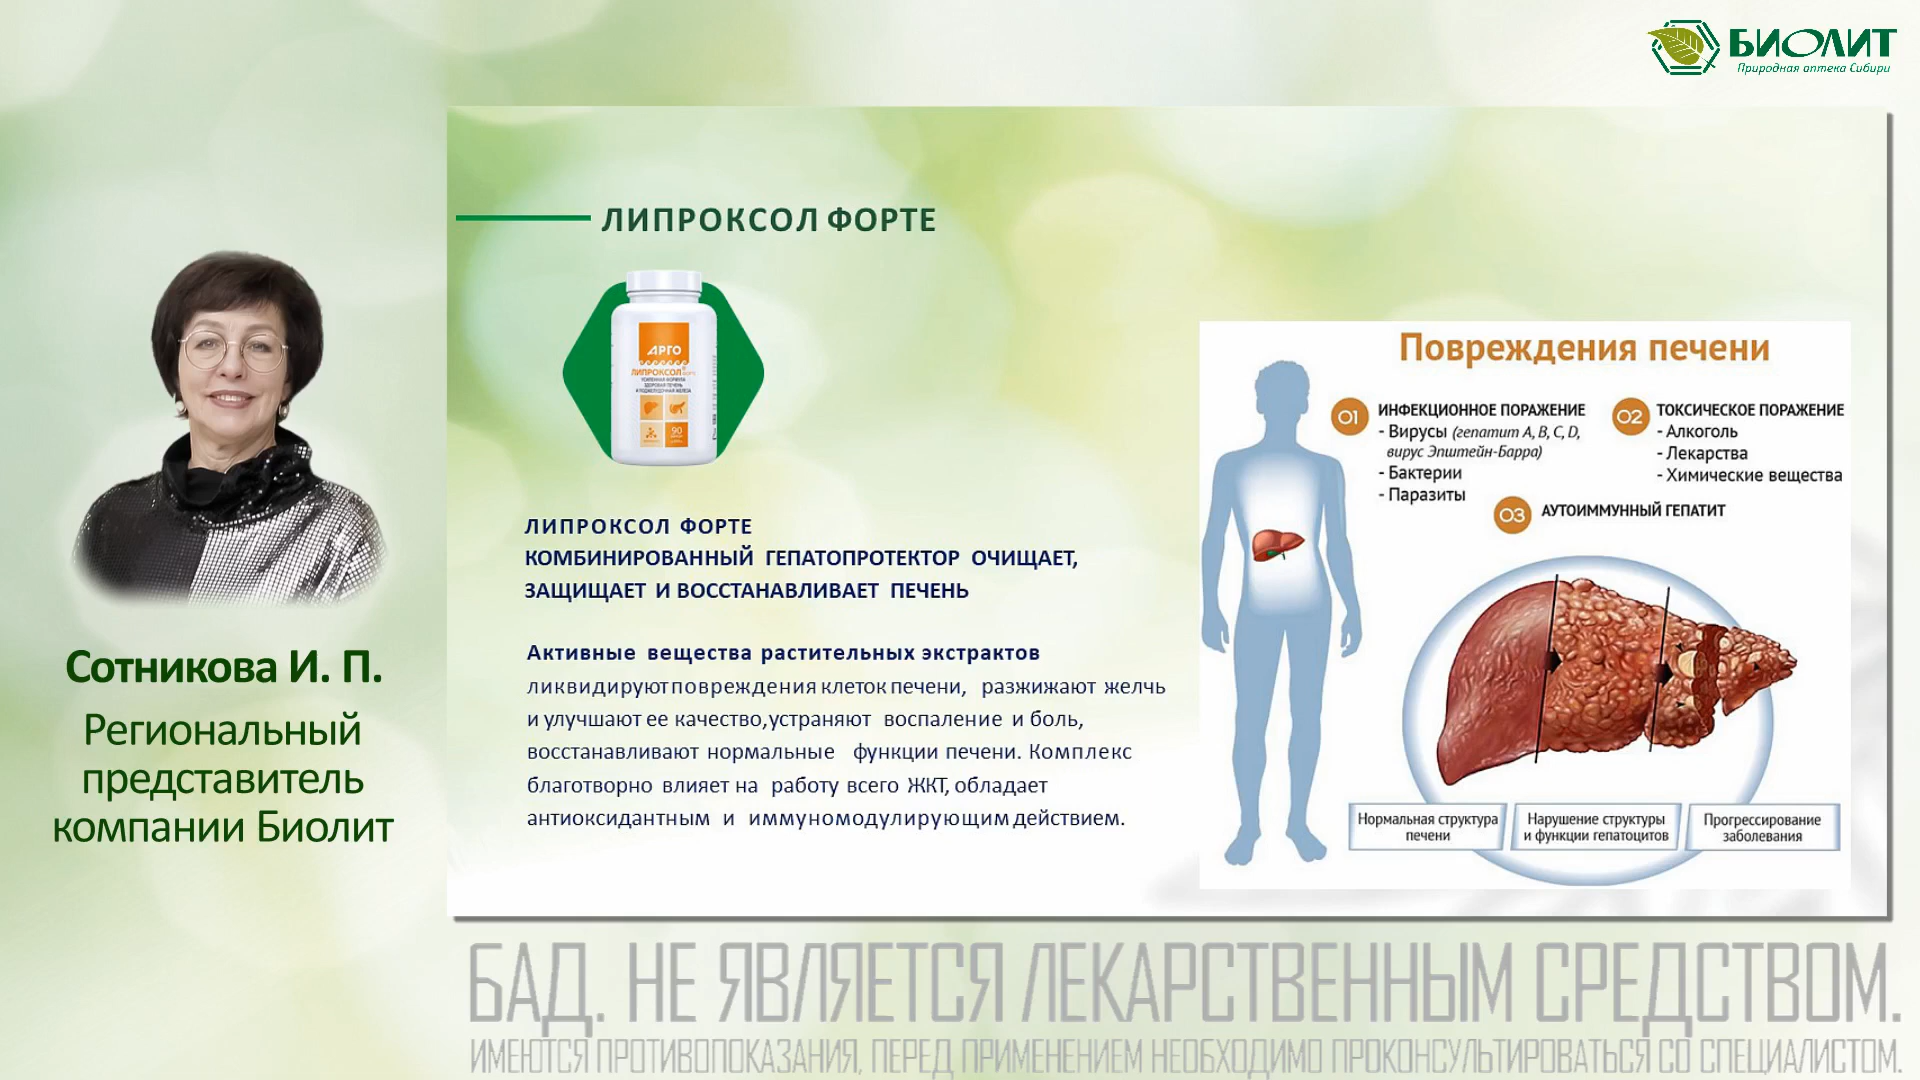 БИОЛИТ
Природная аптека Сибири
ЛИПРОКСОЛ ФОРТЕ
АРГО
ЛИПРОКСОЛ
90
Сотникова И. П.
Региональный
представитель
компании Биолит
ЛИПРОКСОЛ ФОРТЕ
КОМБИНИРОВАННЫЙ ГЕПАТОПРОТЕКТОР ОЧИЩАЕТ,
ЗАЩИЩАЕТ И ВОССТАНАВЛИВАЕТ ПЕЧЕНЬ
Активные вещества растительных экстрактов
ликвидируют повреждения клеток печени, разжижают желчь
и улучшают ее качество,устраняют воспаление и боль,
восстанавливают нормальные функции печени. Комплекс
благотворно влияет на работу всего ЖКТ, обладает
антиоксидантным и иммуномодулирующим действием.
Повреждения печени
01 ИНФЕКЦИОННОЕ ПОРАЖЕНИЕ
- Вирусы (гепатит A, B, C, D,
вирус Эпштейн-Барра)
- Бактерии
- Паразиты
02 ТОКСИЧЕСКОЕ ПОРАЖЕНИЕ
- Алкоголь
- Лекарства
- Химические вещества
03 АУТОИММУННЫЙ ГЕПАТИТ
Нормальная структура
печени
Нарушение структуры
и функции гепатоцитов
Прогрессирование
заболевания
БАД. НЕ ЯВЛЯЕТСЯ ЛЕКАРСТВЕННЫМ СРЕДСТВОМ.
ИМЕЮТСЯ ПРОТИВОПОКАЗАНИЯ, ПЕРЕД ПРИМЕНЕНИЕМ НЕОБХОДИМО ПРОКОНСУЛЬТИРОВАТЬСЯ СО СПЕЦИАЛИСТОМ.